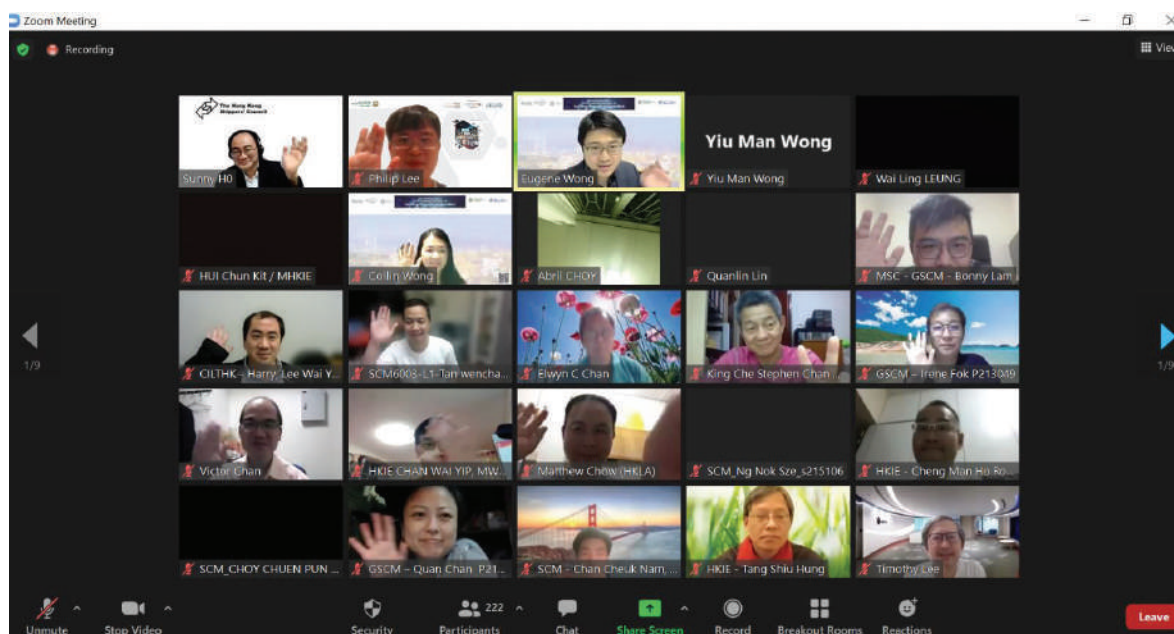 Zoom Meeting
Recording
View
The Hong Kong
Shippers' Council
Sunny HO
Philip Lee
Eugene Wong
Yiu Man Wong
Yiu Man Wong
Wai Ling LEUNG
HUI Chun Kit / MHKIE
Collin Wong
Abril CHOY
Quanlin Lin
MSC - GSCM - Bonny Lam
CILTHK - Harry, Lee Wai Y...
SCM6003-L1-Tan wencha...
Elwyn C Chan
King Che Stephen Chan
GSCM - Irene Fok P213049
1/9
1/9
Victor Chan
HKIE CHAN WAI YIP, MW...
Matthew Chow (HKLA)
SCM_Ng Nok Sze_s215106
HKIE - Cheng Man Ho Ro...
SCM_CHOY CHUEN PUN ...
GSCM - Quan Chan P21...
SCM - Chan Cheuk Nam, ...
HKIE - Tang Shiu Hung
Timothy Lee
222
Unmute
Stop Video
Security
Participants
Chat
Share Screen
Record
Breakout Rooms
Reactions
Leave